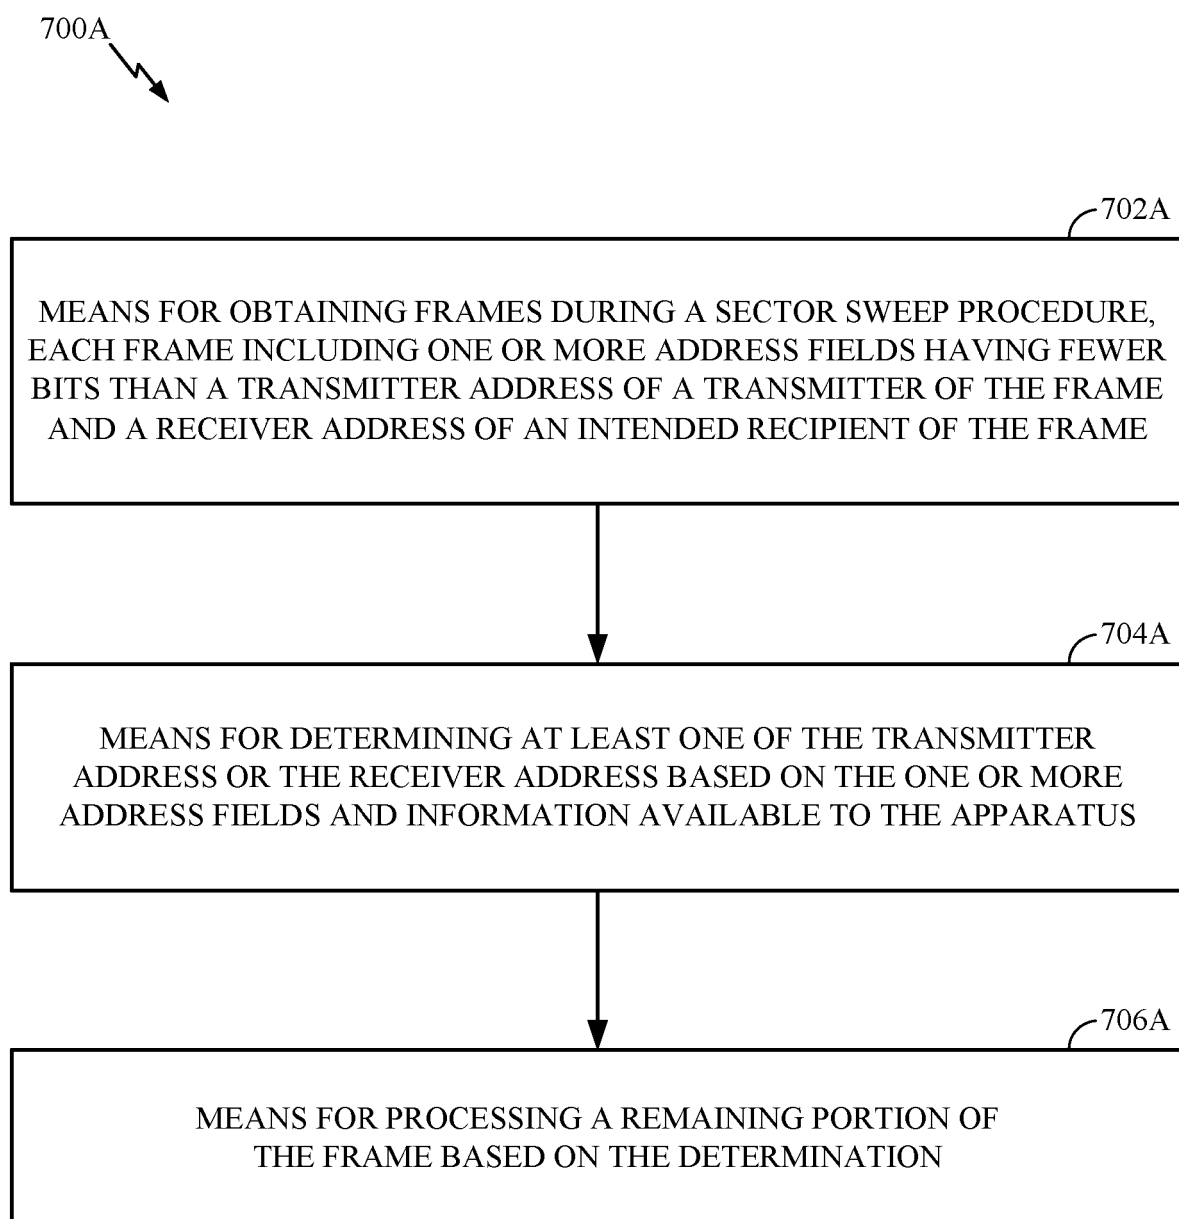 700A
702A
MEANS FOR OBTAINING FRAMES DURING A SECTOR SWEEP PROCEDURE,
EACH FRAME INCLUDING ONE OR MORE ADDRESS FIELDS HAVING FEWER
BITS THAN A TRANSMITTER ADDRESS OF A TRANSMITTER OF THE FRAME
AND A RECEIVER ADDRESS OF AN INTENDED RECIPIENT OF THE FRAME
704A
MEANS FOR DETERMINING AT LEAST ONE OF THE TRANSMITTER
ADDRESS OR THE RECEIVER ADDRESS BASED ON THE ONE OR MORE
ADDRESS FIELDS AND INFORMATION AVAILABLE TO THE APPARATUS
706A
MEANS FOR PROCESSING A REMAINING PORTION OF
THE FRAME BASED ON THE DETERMINATION